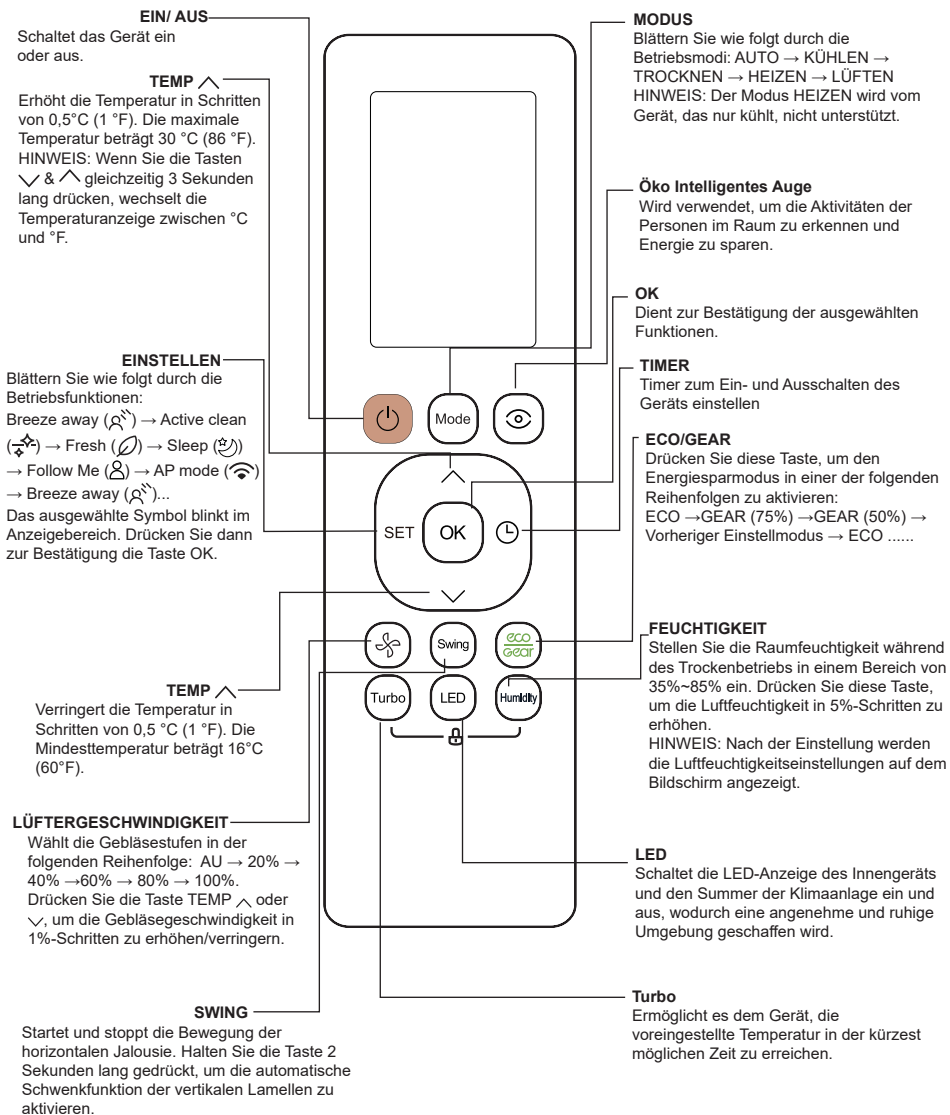 EIN/ AUS
Schaltet das Gerät ein
oder aus.
TEMP ︿
Erhöht die Temperatur in Schritten
von 0,5°C (1 °F). Die maximale
Temperatur beträgt 30 °C (86 °F).
HINWEIS: Wenn Sie die Tasten
﹀ & ︿ gleichzeitig 3 Sekunden
lang drücken, wechselt die
Temperaturanzeige zwischen °C
und °F.
EINSTELLEN
Blättern Sie wie folgt durch die
Betriebsfunktionen:
Breeze away ( ) → Active clean
( ) → Fresh ( ) → Sleep ( )
→ Follow Me ( ) → AP mode ( )
→ Breeze away ( )...
Das ausgewählte Symbol blinkt im
Anzeigebereich. Drücken Sie dann
zur Bestätigung die Taste OK.
TEMP ︿
Verringert die Temperatur in
Schritten von 0,5 °C (1 °F). Die
Mindesttemperatur beträgt 16°C
(60°F).
LÜFTERGESCHWINDIGKEIT
Wählt die Gebläsestufen in der
folgenden Reihenfolge: AU → 20% →
40% →60% → 80% → 100%.
Drücken Sie die Taste TEMP ︿ oder
﹀, um die Gebläsegeschwindigkeit in
1%-Schritten zu erhöhen/verringern.
SWING
Startet und stoppt die Bewegung der
horizontalen Jalousie. Halten Sie die Taste 2
Sekunden lang gedrückt, um die automatische
Schwenkfunktion der vertikalen Lamellen zu
aktivieren.
Mode
SET
OK
Swing
eco
Gear
Turbo
LED
Humidity
MODUS
Blättern Sie wie folgt durch die
Betriebsmodi: AUTO → KÜHLEN →
TROCKNEN → HEIZEN → LÜFTEN
HINWEIS: Der Modus HEIZEN wird vom
Gerät, das nur kühlt, nicht unterstützt.
Öko Intelligentes Auge
Wird verwendet, um die Aktivitäten der
Personen im Raum zu erkennen und
Energie zu sparen.
OK
Dient zur Bestätigung der ausgewählten
Funktionen.
TIMER
Timer zum Ein- und Ausschalten des
Geräts einstellen
ECO/GEAR
Drücken Sie diese Taste, um den
Energiesparmodus in einer der folgenden
Reihenfolgen zu aktivieren:
ECO →GEAR (75%) →GEAR (50%) →
Vorheriger Einstellmodus → ECO ......
FEUCHTIGKEIT
Stellen Sie die Raumfeuchtigkeit während
des Trockenbetriebs in einem Bereich von
35%~85% ein. Drücken Sie diese Taste,
um die Luftfeuchtigkeit in 5%-Schritten zu
erhöhen.
HINWEIS: Nach der Einstellung werden
die Luftfeuchtigkeitseinstellungen auf dem
Bildschirm angezeigt.
LED
Schaltet die LED-Anzeige des Innengeräts
und den Summer der Klimaanlage ein und
aus, wodurch eine angenehme und ruhige
Umgebung geschaffen wird.
Turbo
Ermöglicht es dem Gerät, die
voreingestellte Temperatur in der kürzest
möglichen Zeit zu erreichen.